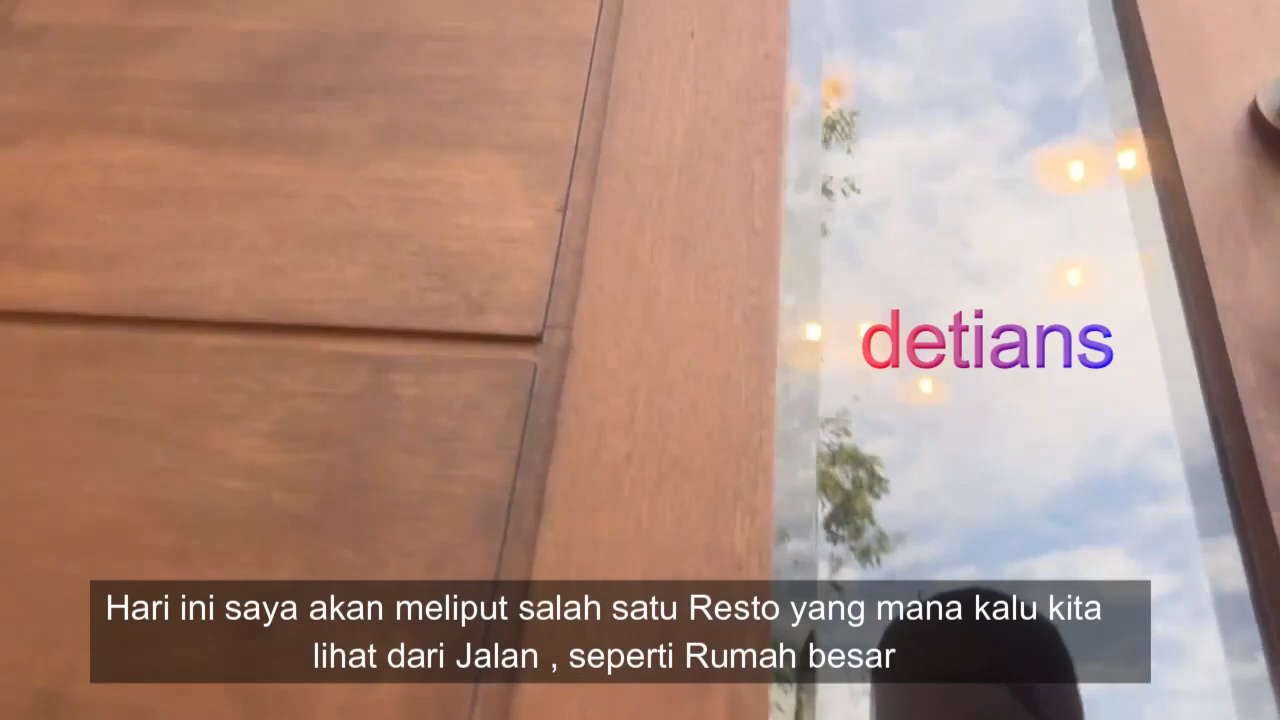 detians
Hari ini saya akan meliput salah satu Resto yang mana kalu kita
lihat dari Jalan , seperti Rumah besar